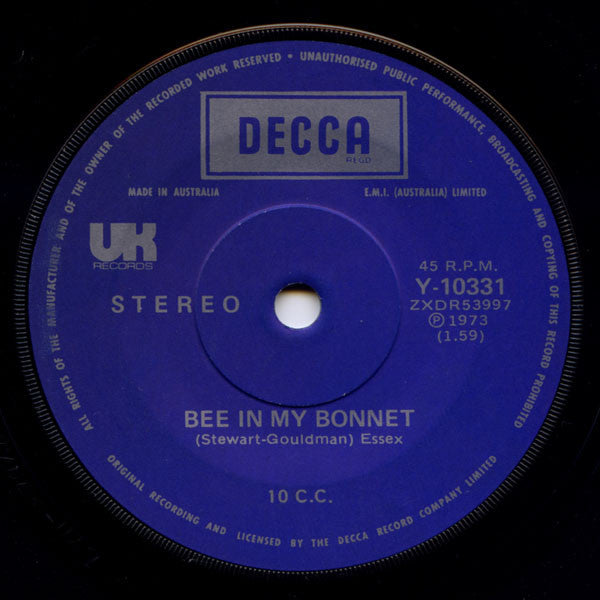 ALL RIGHTS OF THE MANUFACTURER AND OF THE OWNER OF THE RECORDED WORK RESERVED • UNAUTHORISED PUBLIC PERFORMANCE, BROADCASTING AND COPYING OF THIS RECORD PROHIBITED
DECCA
REGD
MADE IN AUSTRALIA
E.M.I. (AUSTRALIA) LIMITED
UK
RECORDS
STEREO
45 R.P.M.
Y-10331
ZXDR53997
Ⓟ 1973
(1.59)
BEE IN MY BONNET
(Stewart-Gouldman) Essex
10 C.C.
ORIGINAL RECORDING AND LICENSED BY THE DECCA RECORD COMPANY LIMITED